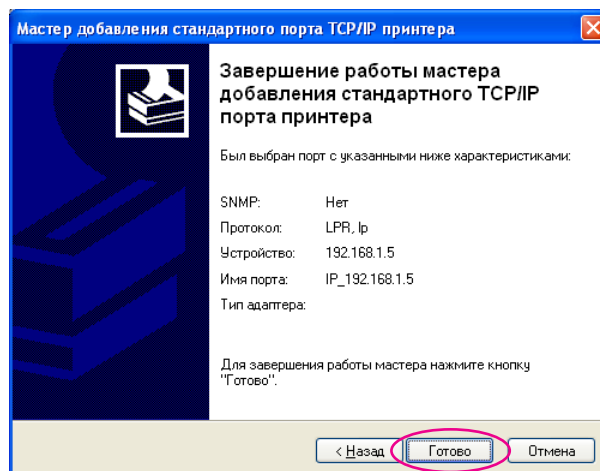 Мастер добавления стандартного порта TCP/IP принтера
Завершение работы мастера
добавления стандартного TCP/IP
порта принтера
Был выбран порт с указанными ниже характеристиками:
SNMP: Нет
Протокол: LPR, lp
Устройство: 192.168.1.5
Имя порта: IP_192.168.1.5
Тип адаптера:
Для завершения работы мастера нажмите кнопку
"Готово".
< Назад Готово Отмена